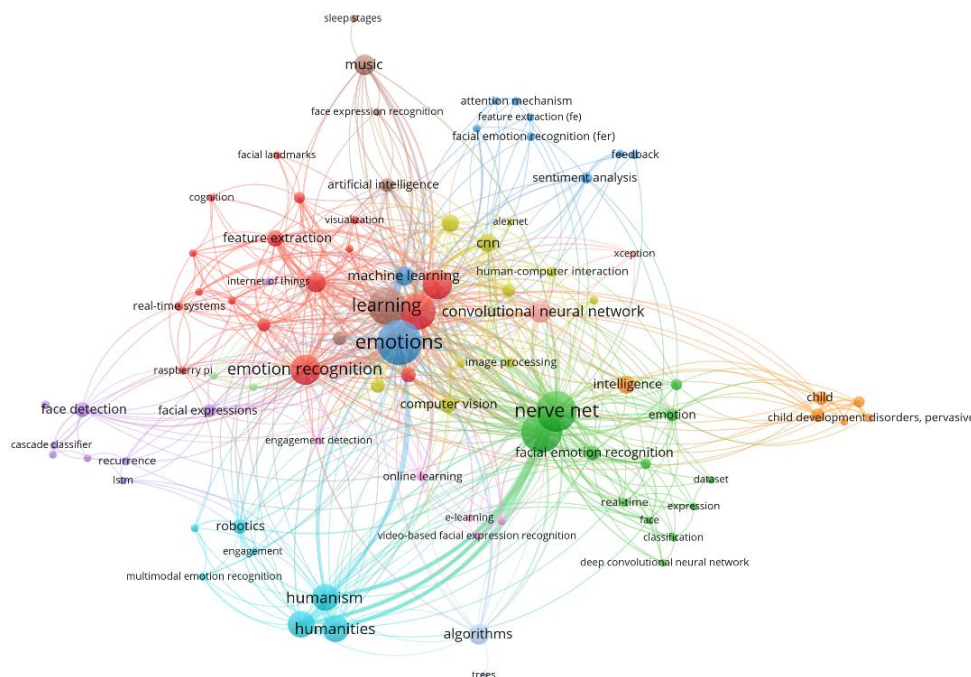 sleep stages
music
attention mechanism
face expression recognition
feature extraction (fe)
facial emotion recognition (fer)
facial landmarks
feedback
artificial intelligence
sentiment analysis
cognition
visualization
alexnet
feature extraction
cnn
xception
machine learning
human-computer interaction
internet of things
real-time systems
learning
convolutional neural network
emotions
image processing
emotion recognition
raspberry pi
intelligence
child
computer vision
nerve net
face detection
facial expressions
emotion
child development disorders, pervasive
engagement detection
cascade classifier
facial emotion recognition
recurrence
online learning
lstm
dataset
real-time
expression
e-learning
face
robotics
video-based facial expression recognition
classification
engagement
deep convolutional neural network
multimodal emotion recognition
humanism
humanities
algorithms
trees